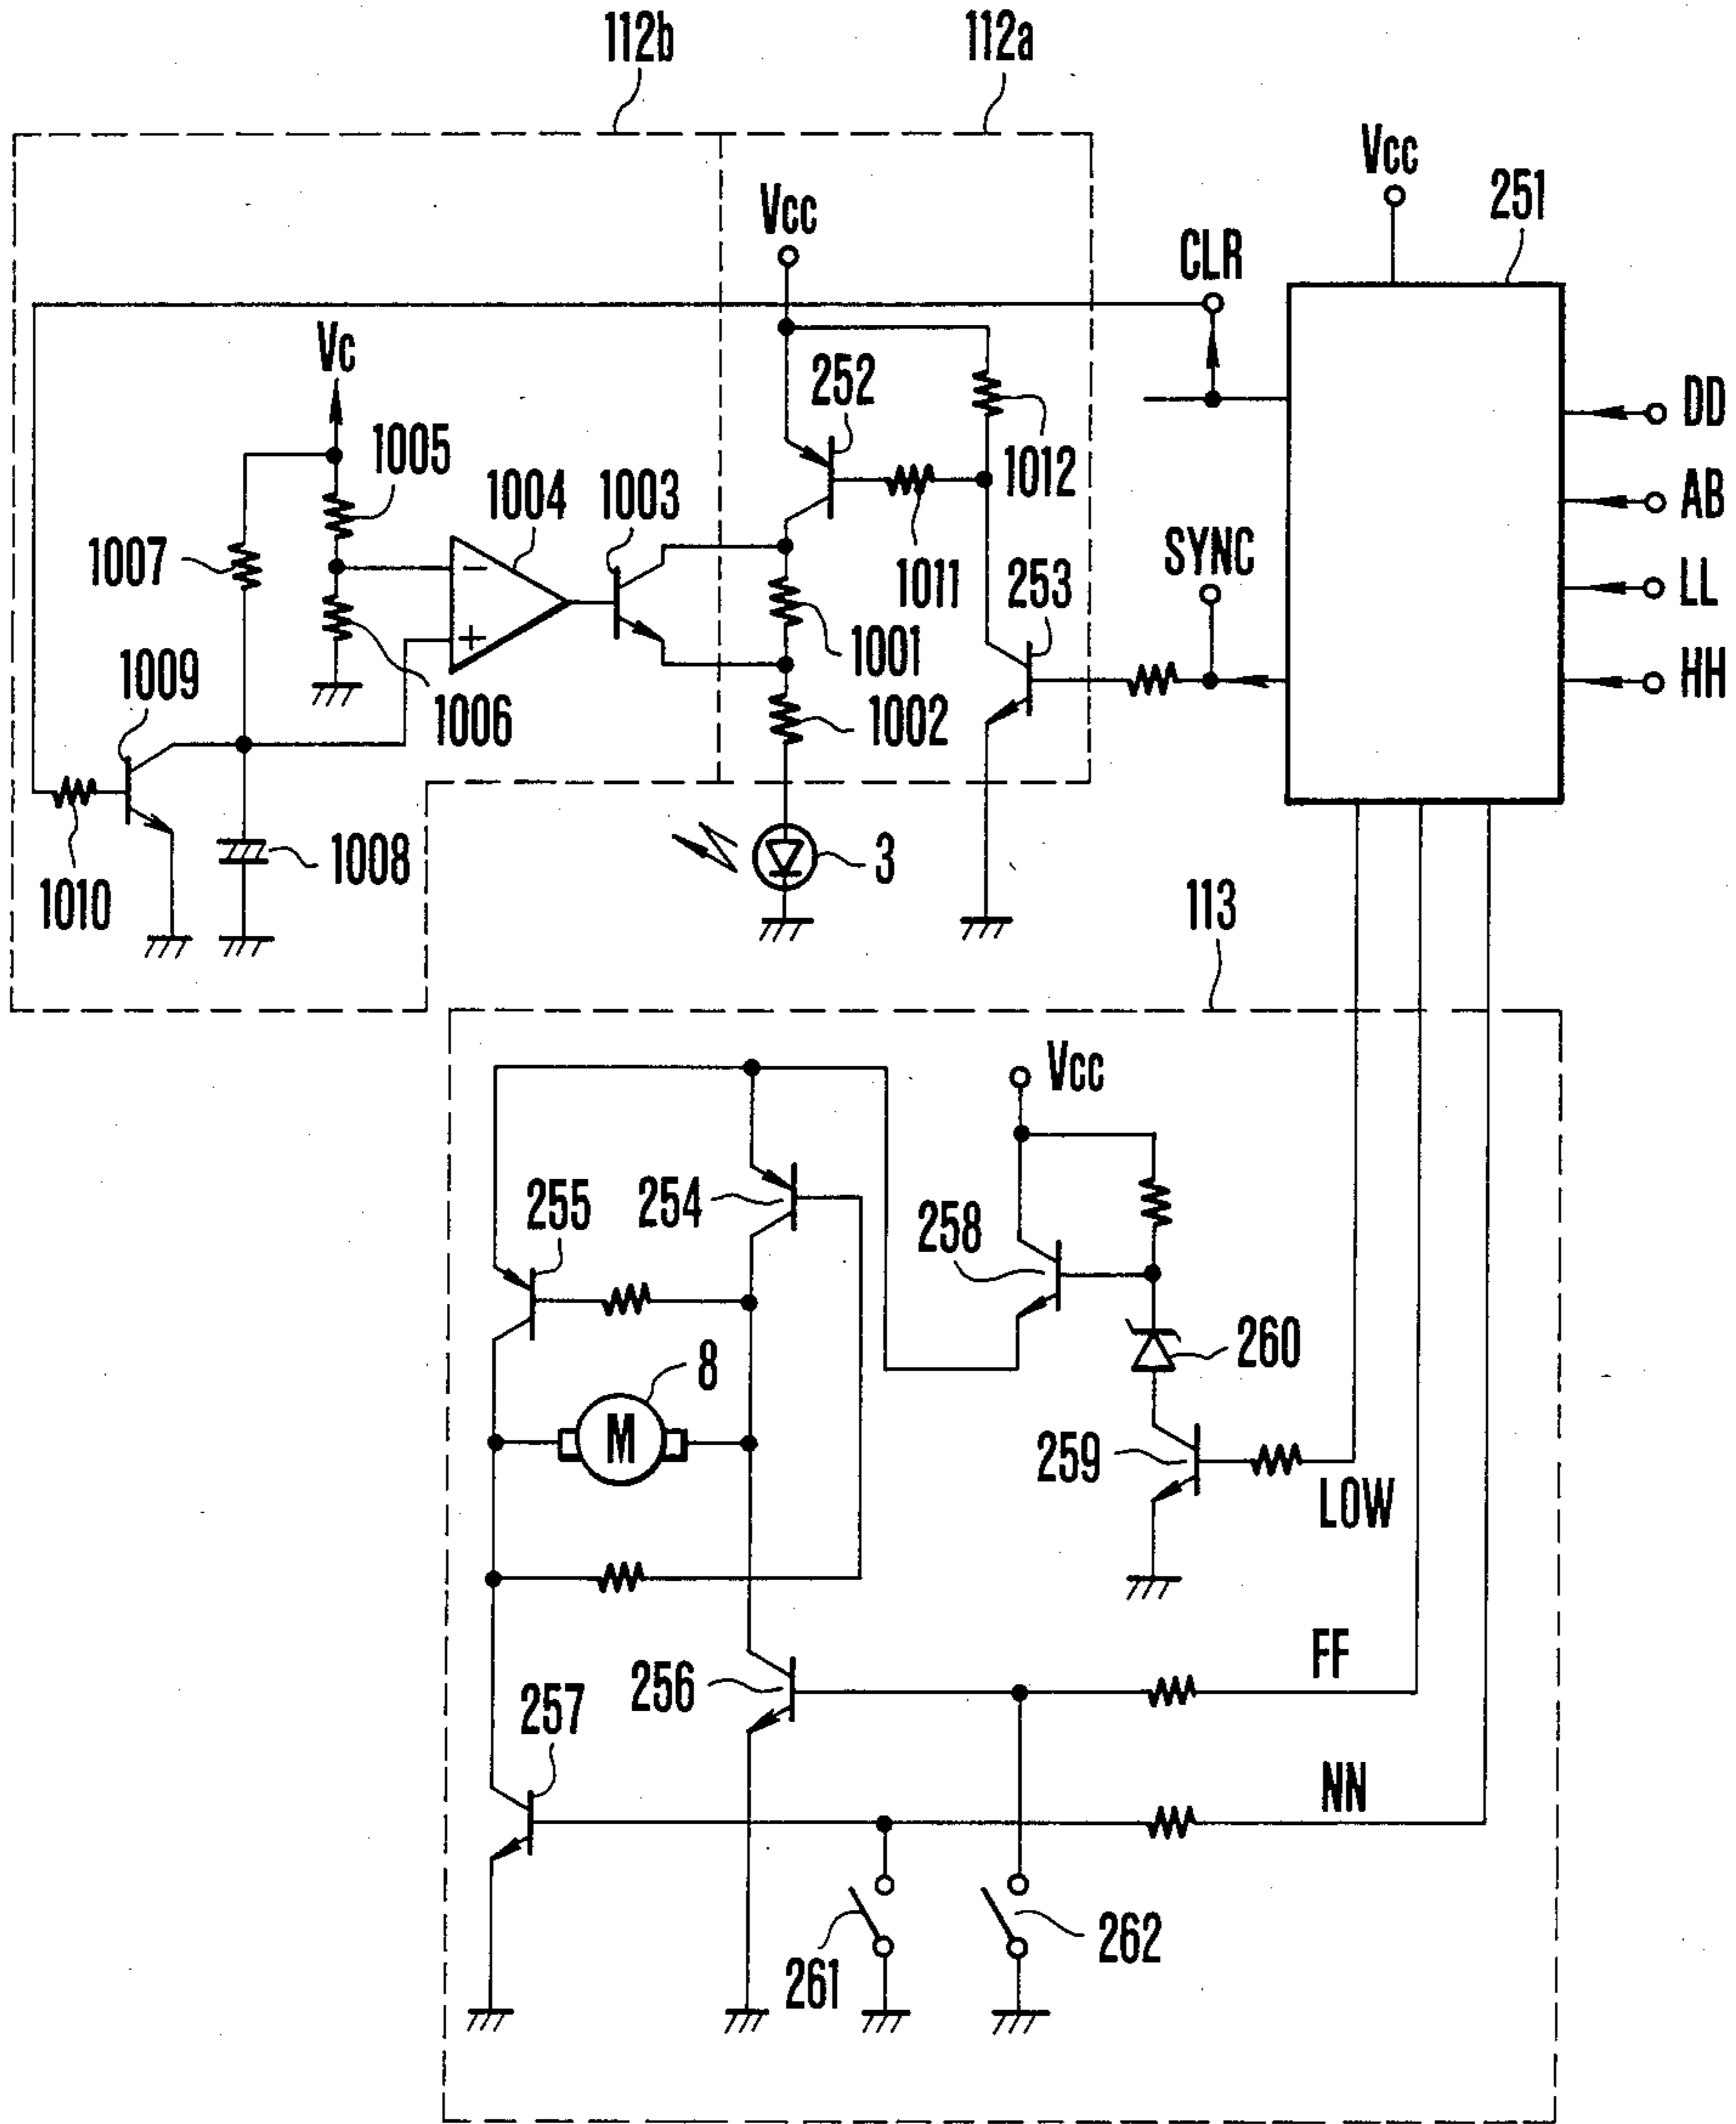 112b
112a
Vcc
251
Vcc
CLR
Vc
252
DD
1005
1012
AB
1004
1003
SYNC
1007
1011
253
LL
−
+
1001
HH
1009
1006
1002
1008
3
1010
113
Vcc
255
254
258
260
8
M
259
LOW
FF
256
257
NN
261
262